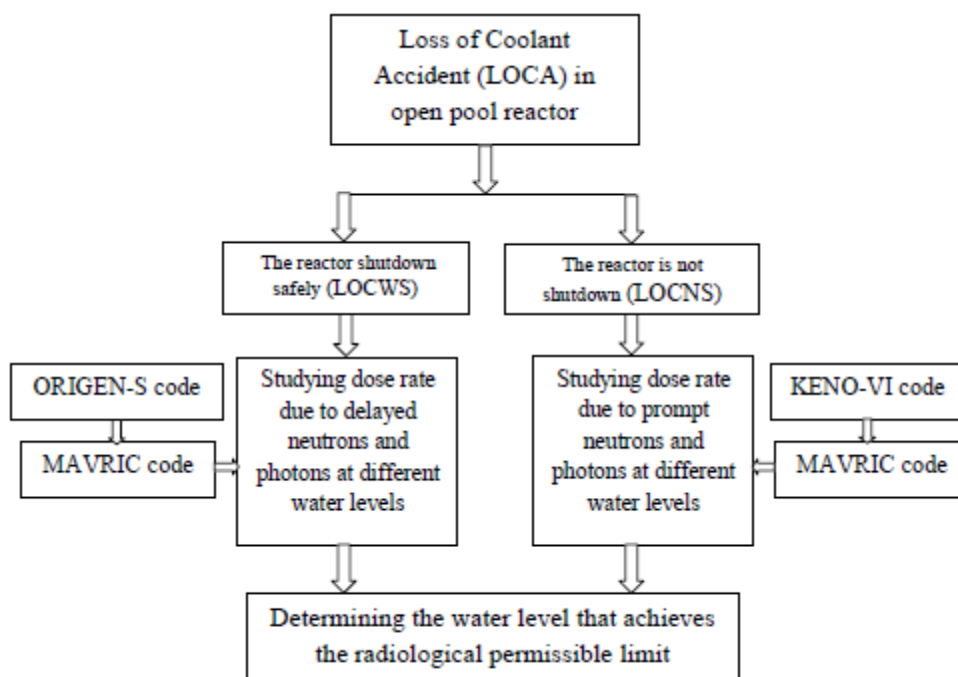 Loss of Coolant
Accident (LOCA) in
open pool reactor
The reactor shutdown
safely (LOCWS)
The reactor is not
shutdown (LOCNS)
ORIGEN-S code
MAVRIC code
Studying dose rate
due to delayed
neutrons and
photons at different
water levels
Studying dose rate
due to prompt
neutrons and
photons at different
water levels
KENO-VI code
MAVRIC code
Determining the water level that achieves
the radiological permissible limit